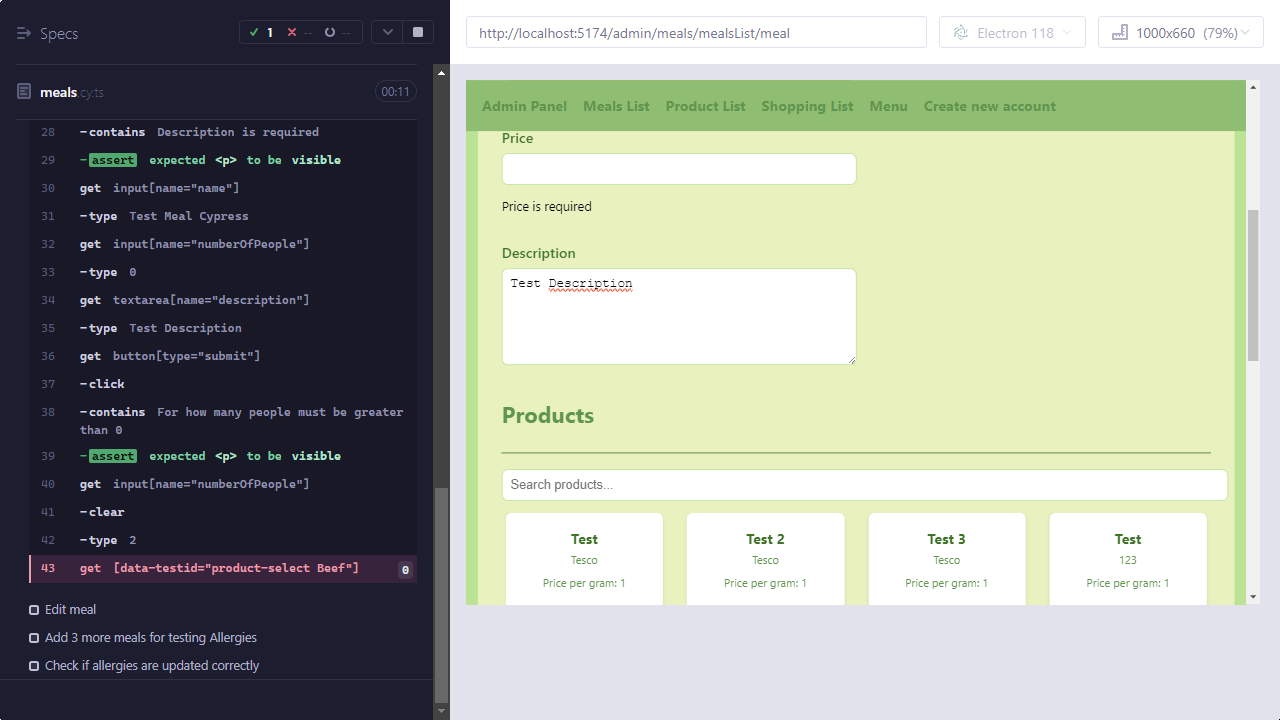 Specs
1
--
--
meals.cy.ts
00:11
28 -contains Description is required
29 -assert expected <p> to be visible
30 get input[name="name"]
31 -type Test Meal Cypress
32 get input[name="numberOfPeople"]
33 -type 0
34 get textarea[name="description"]
35 -type Test Description
36 get button[type="submit"]
37 -click
38 -contains For how many people must be greater
than 0
39 -assert expected <p> to be visible
40 get input[name="numberOfPeople"]
41 -clear
42 -type 2
43 get [data-testid="product-select Beef"] 0
Edit meal
Add 3 more meals for testing Allergies
Check if allergies are updated correctly
http://localhost:5174/admin/meals/mealsList/meal
Electron 118
1000x660 (79%)
Admin Panel Meals List Product List Shopping List Menu Create new account
Price
Price is required
Description
Test Description
Products
Search products...
Test Test 2 Test 3 Test
Tesco Tesco Tesco 123
Price per gram: 1 Price per gram: 1 Price per gram: 1 Price per gram: 1